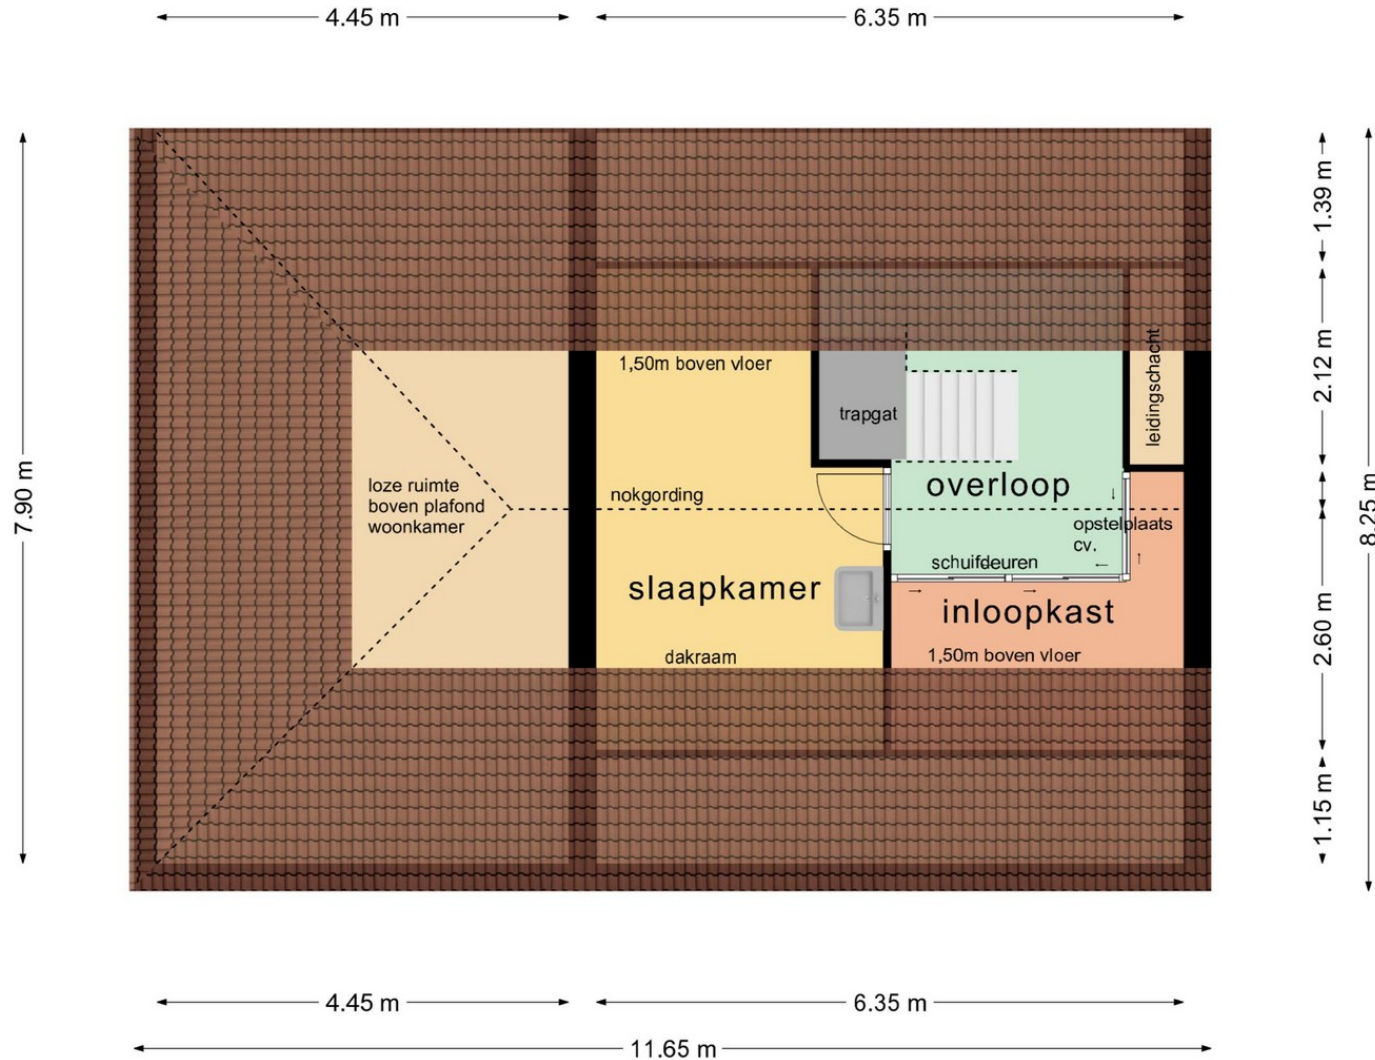 4.45 m
6.35 m
7.90 m
1.39 m
8.25 m
2.12 m
2.60 m
1.15 m
1,50m boven vloer
trapgat
leidingschacht
loze ruimte
boven plafond
woonkamer
nokgording
overloop
opstelplaats
cv.
schuifdeuren
slaapkamer
inloopkast
dakraam
1,50m boven vloer
4.45 m
6.35 m
11.65 m